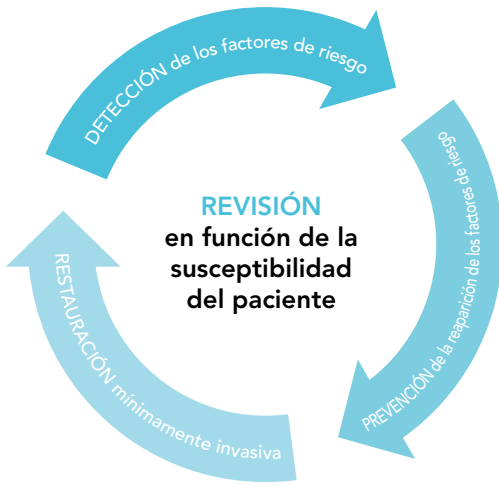 DETECCIÓN de los factores de riesgo
PREVENCIÓN de la reaparición de los factores de riesgo
RESTAURACIÓN mínimamente invasiva
REVISIÓN
en función de la
susceptibilidad
del paciente